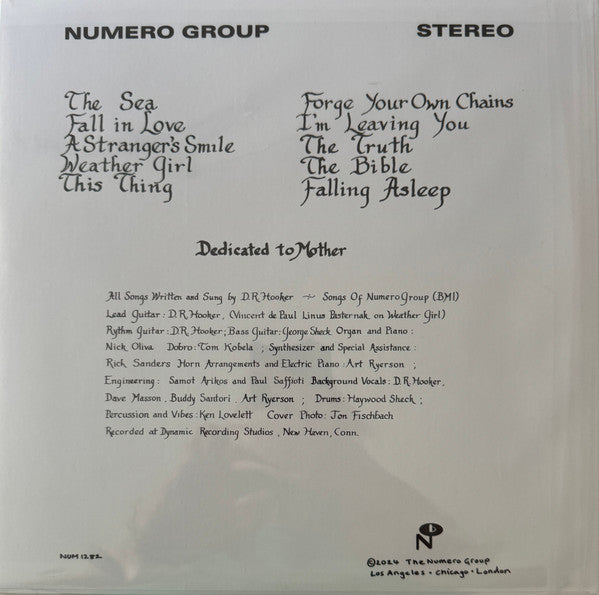 NUMERO GROUP
STEREO
The Sea
Fall in Love
A Stranger's Smile
Weather Girl
This Thing
Forge Your Own Chains
I'm Leaving You
The Truth
The Bible
Falling Asleep
Dedicated to Mother
All Songs Written and Sung by D.R. Hooker ~ Songs Of Numero Group (BMI)
Lead Guitar: D.R. Hooker, (Vincent de Paul Linus Pasternak on Weather Girl)
Rythm Guitar: D.R. Hooker; Bass Guitar: George Sheck Organ and Piano:
Nick Oliva Dobro: Tom Kobela ; Synthesizer and Special Assistance:
Rich Sanders Horn Arrangements and Electric Piano: Art Ryerson ;
Engineering: Samot Arikos and Paul Saffioti Background Vocals: D.R. Hooker,
Dave Masson, Buddy Santori, Art Ryerson ; Drums: Haywood Sheck ;
Percussion and Vibes: Ken Lovelett Cover Photo: Jon Fischbach
Recorded at Dynamic Recording Studios, New Haven, Conn.
NUM 1282
N
©2024 The Numero Group
Los Angeles • Chicago • London